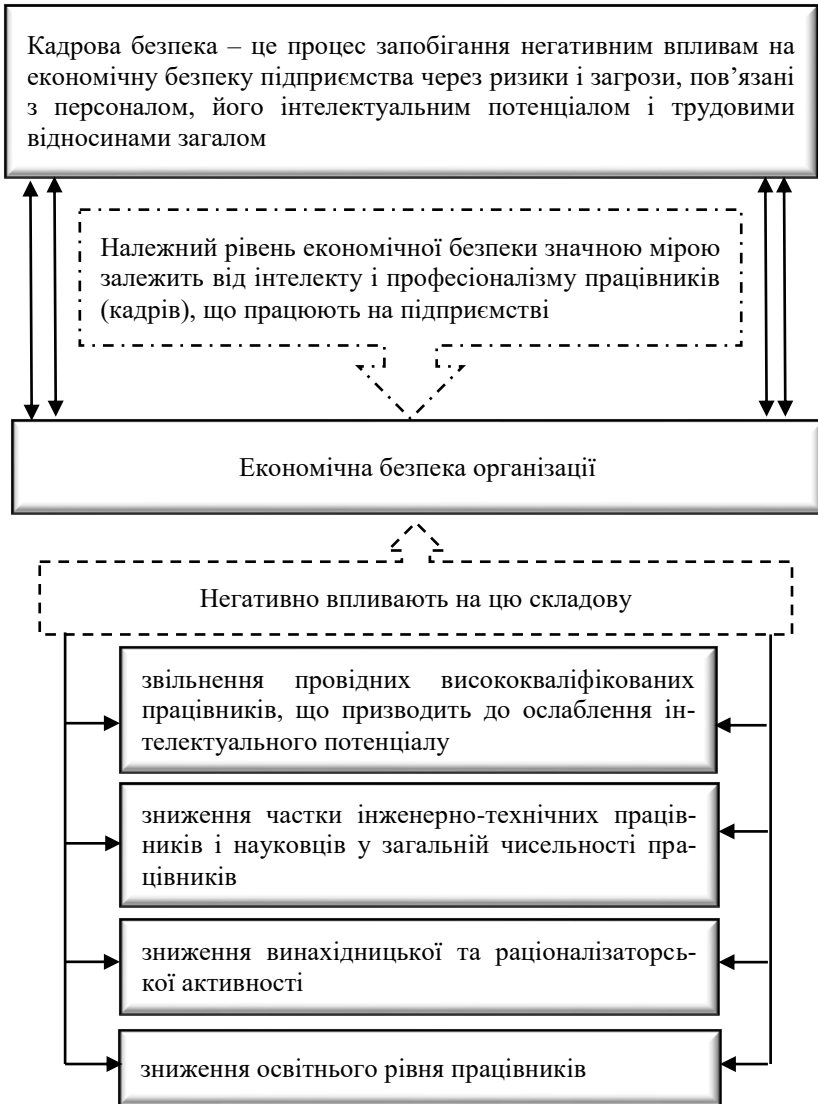 Кадрова безпека – це процес запобігання негативним впливам на
економічну безпеку підприємства через ризики і загрози, пов’язані
з персоналом, його інтелектуальним потенціалом і трудовими
відносинами загалом
Належний рівень економічної безпеки значною мірою
залежить від інтелекту і професіоналізму працівників
(кадрів), що працюють на підприємстві
Економічна безпека організації
Негативно впливають на цю складову
звільнення провідних висококваліфікованих
працівників, що призводить до ослаблення ін-
телектуального потенціалу
зниження частки інженерно-технічних праців-
ників і науковців у загальній чисельності пра-
цівників
зниження винахідницької та раціоналізаторсь-
кої активності
зниження освітнього рівня працівників